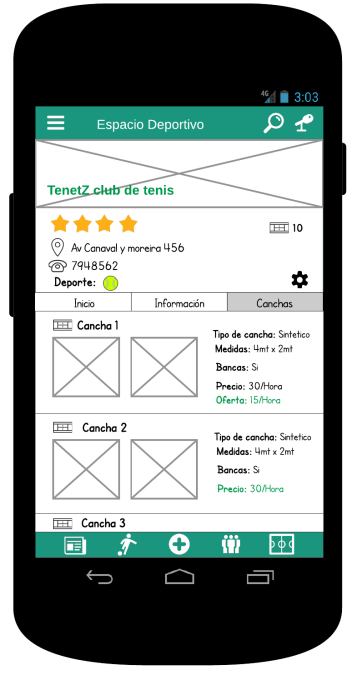 4G 3:03
Espacio Deportivo
TenetZ club de tenis
10
Av Canaval y moreira 456
7948562
Deporte:
Inicio Información Canchas
Cancha 1
Tipo de cancha: Sintetico
Medidas: 4mt x 2mt
Bancas: Si
Precio: 30/Hora
Oferta: 15/Hora
Cancha 2
Tipo de cancha: Sintetico
Medidas: 4mt x 2mt
Bancas: Si
Precio: 30/Hora
Cancha 3